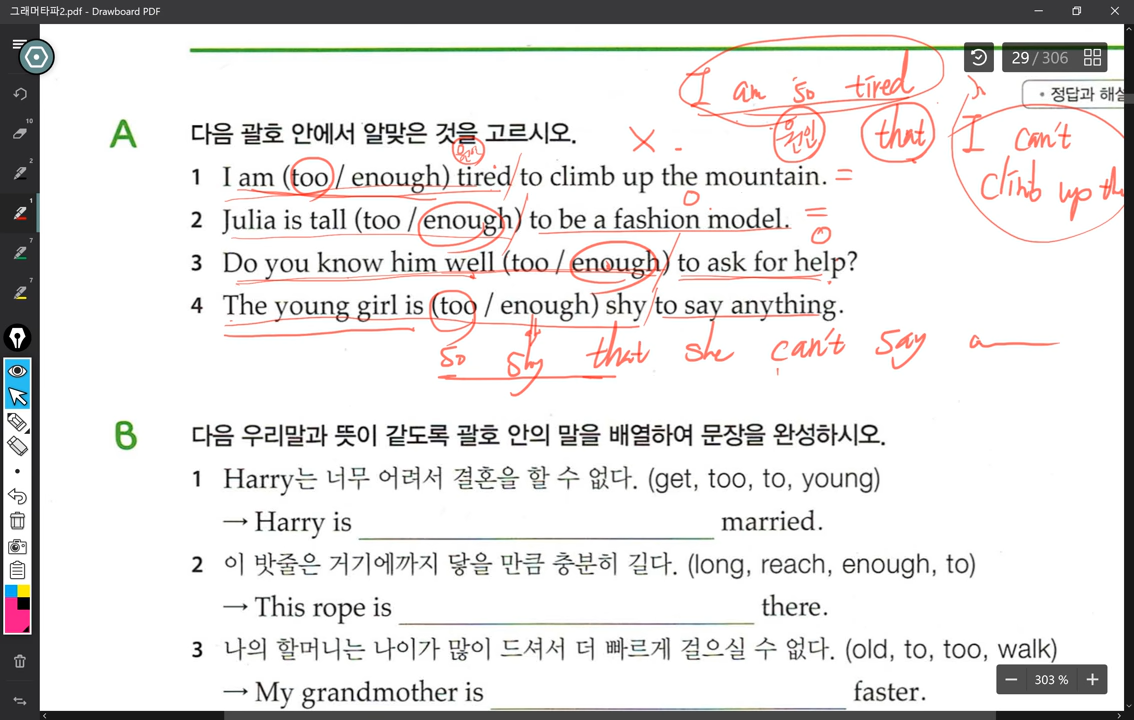 그래머타파2.pdf - Drawboard PDF
29 / 306
I am so tired
• 정답과 해설
원인 that I can't
climb up the
A 다음 괄호 안에서 알맞은 것을 고르시오.
원인
1 I am (too / enough) tired to climb up the mountain. =
2 Julia is tall (too / enough) to be a fashion model. =
3 Do you know him well (too / enough) to ask for help?
4 The young girl is (too / enough) shy to say anything.
so shy that she can't say a
B 다음 우리말과 뜻이 같도록 괄호 안의 말을 배열하여 문장을 완성하시오.
1 Harry는 너무 어려서 결혼을 할 수 없다. (get, too, to, young)
→ Harry is married.
2 이 밧줄은 거기에까지 닿을 만큼 충분히 길다. (long, reach, enough, to)
→ This rope is there.
3 나의 할머니는 나이가 많이 드셔서 더 빠르게 걸으실 수 없다. (old, to, too, walk)
→ My grandmother is faster.
303 %